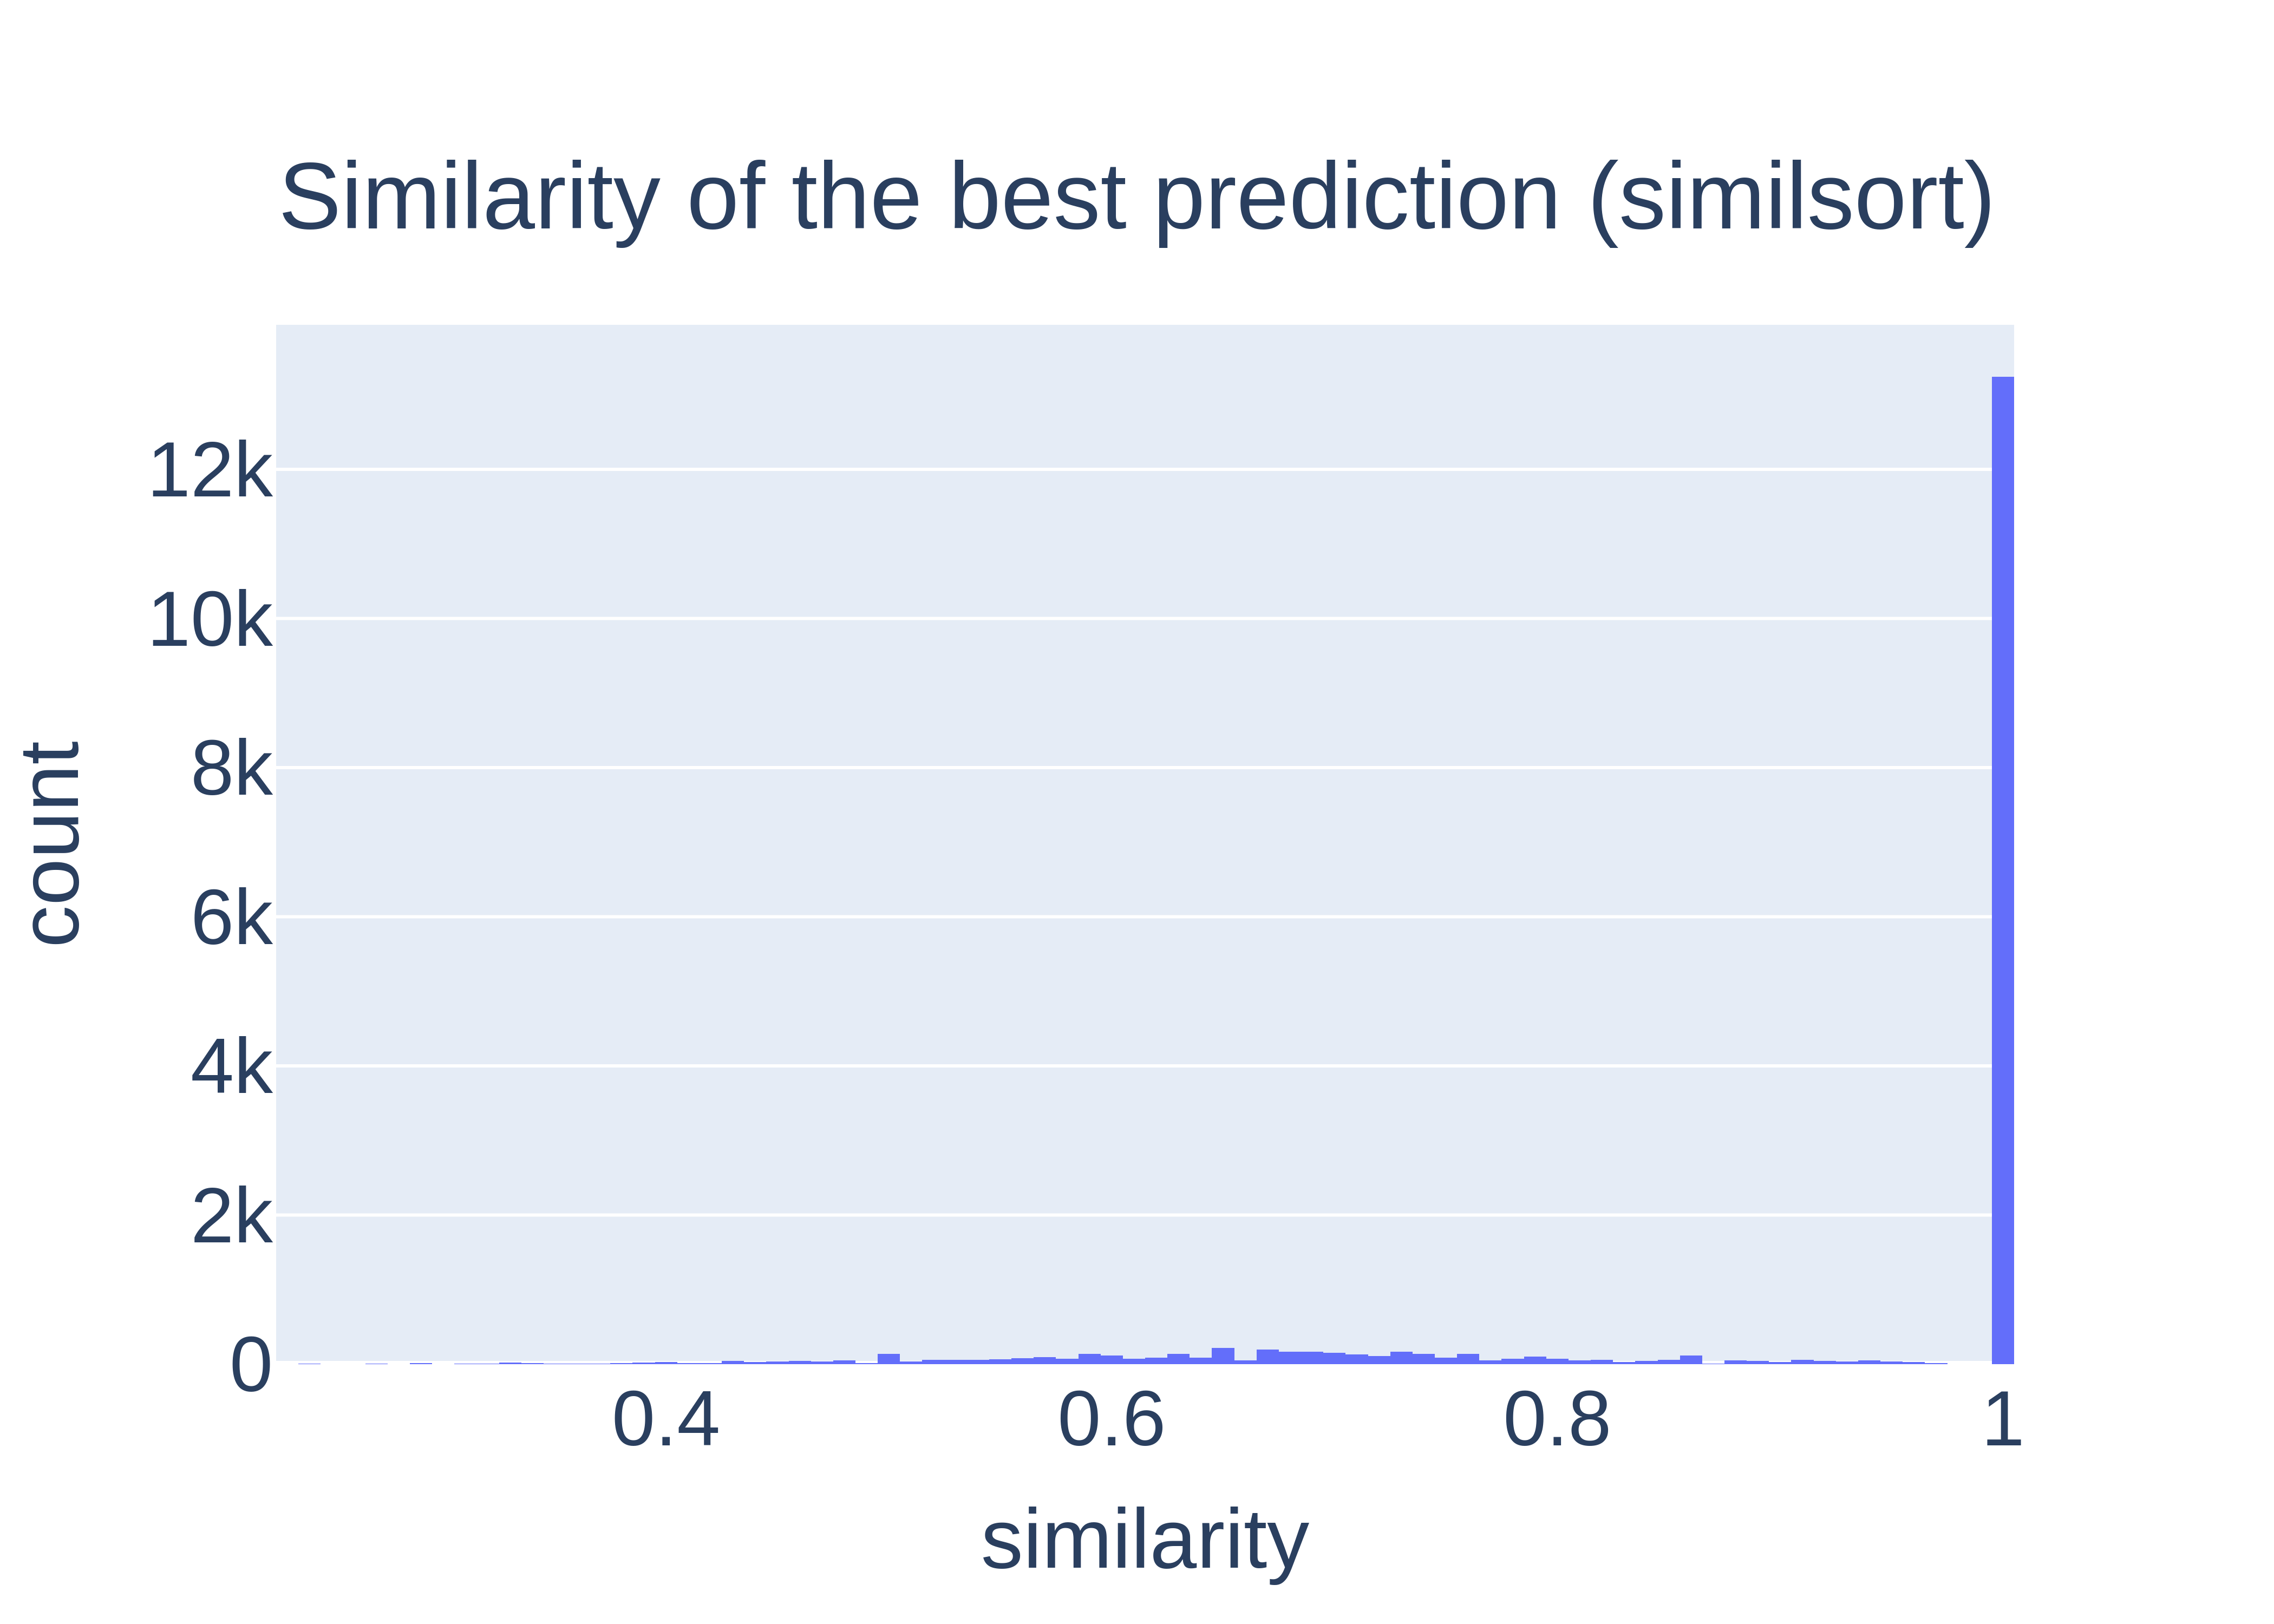 Similarity of the best prediction (similsort)
12k
10k
8k
6k
4k
2k
0
count
0.4 0.6 0.8 1
similarity